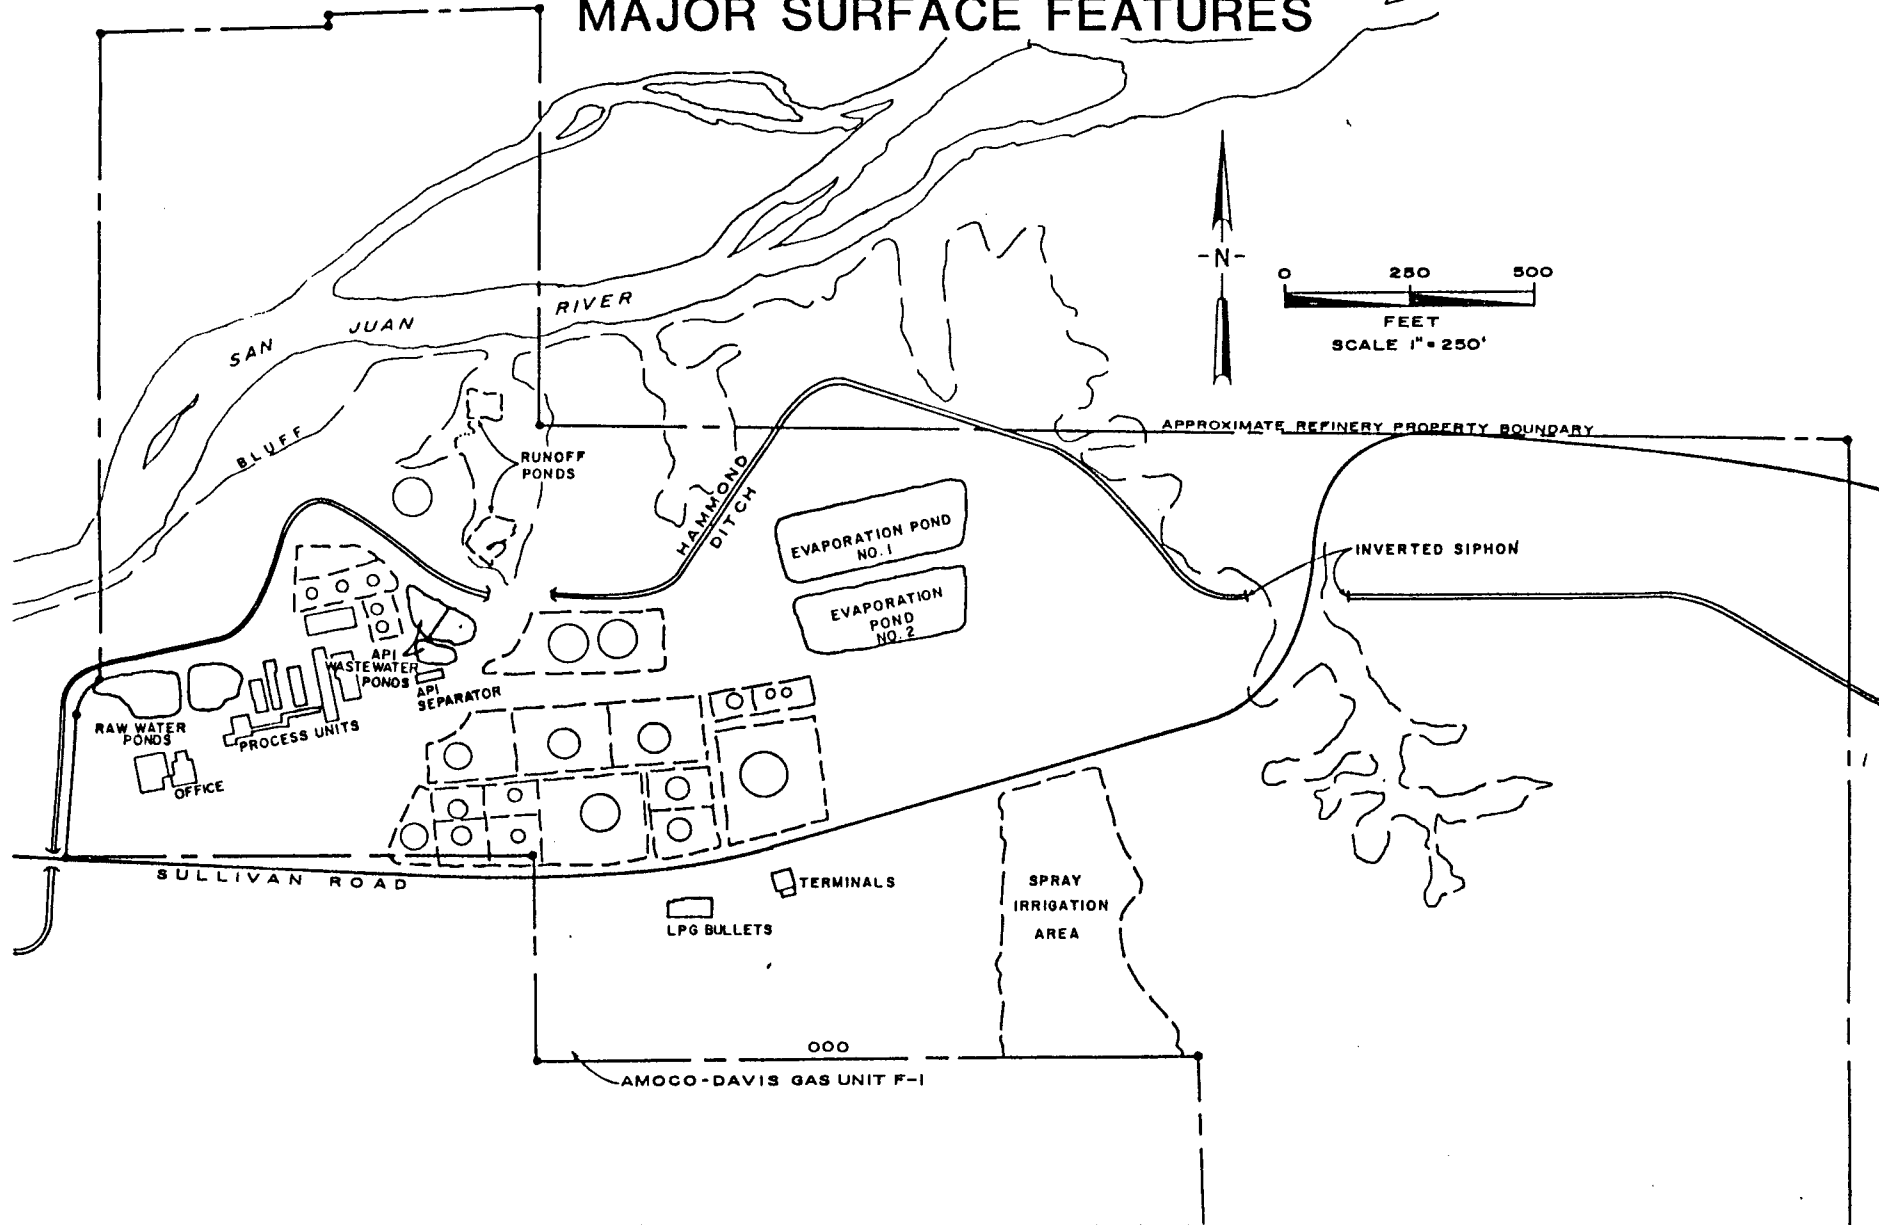 MAJOR SURFACE FEATURES
-N-
0 250 500
FEET
SCALE 1"=250'
SAN JUAN RIVER
BLUFF
RUNOFF
PONDS
HAMMOND
DITCH
APPROXIMATE REFINERY PROPERTY BOUNDARY
EVAPORATION POND
NO. 1
INVERTED SIPHON
EVAPORATION
POND
NO. 2
API
WASTEWATER
PONDS
API
SEPARATOR
RAW WATER
PONDS
PROCESS UNITS
OFFICE
SULLIVAN ROAD
TERMINALS
LPG BULLETS
SPRAY
IRRIGATION
AREA
000
AMOCO-DAVIS GAS UNIT F-1